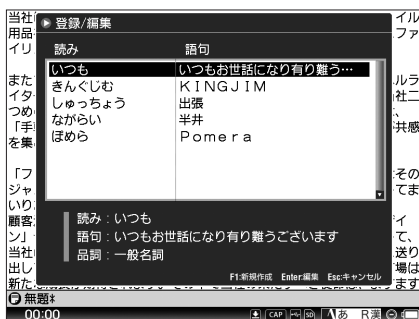 当社
イル
用品
ファ
イリ
登録/編集
読み 語句
いつも いつもお世話になり有り難う…
きんぐじむ KINGJIM
しゅっちょう 出張
ながらい 半井
ぽめら Pomera
また
ルラ
イタ
社ニ
つめ
「手
共感
を集
「フ
その
ジャ
てま
いり
顧客
イ
ン」
て、
当社
送り
出し
場は
読み：いつも
語句：いつもお世話になり有り難うございます
品詞：一般名詞
F1:新規作成 Enter:編集 Esc:キャンセル
無題*
00:00 CAP SD あ R漢